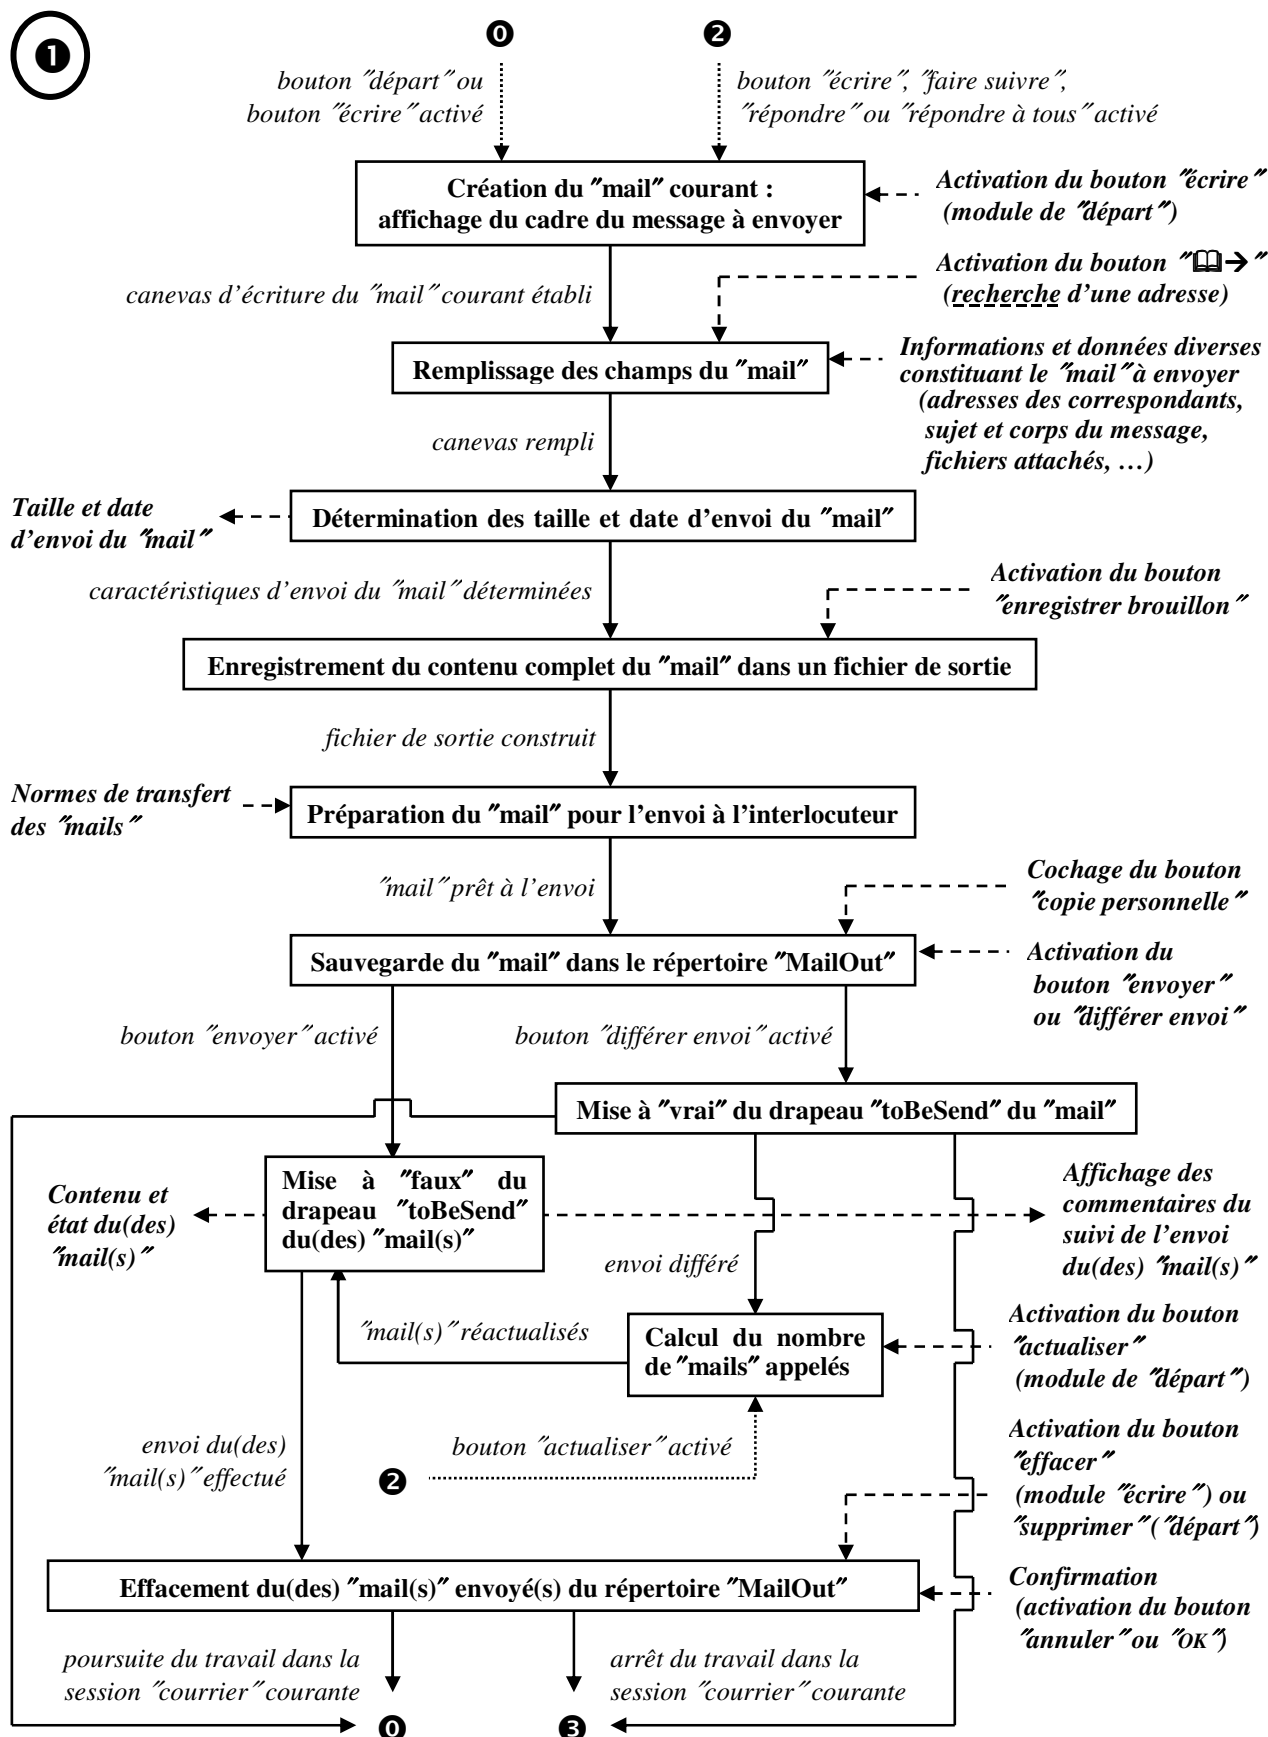 ❶
⓿
❷
bouton "départ" ou
bouton "écrire" activé
bouton "écrire", "faire suivre",
"répondre" ou "répondre à tous" activé
Création du "mail" courant :
affichage du cadre du message à envoyer
Activation du bouton "écrire"
(module de "départ")
Activation du bouton "🕮→"
(recherche d'une adresse)
canevas d'écriture du "mail" courant établi
Remplissage des champs du "mail"
Informations et données diverses
constituant le "mail" à envoyer
(adresses des correspondants,
sujet et corps du message,
fichiers attachés, …)
canevas rempli
Taille et date
d'envoi du "mail"
Détermination des taille et date d'envoi du "mail"
caractéristiques d'envoi du "mail" déterminées
Activation du bouton
"enregistrer brouillon"
Enregistrement du contenu complet du "mail" dans un fichier de sortie
fichier de sortie construit
Normes de transfert
des "mails"
Préparation du "mail" pour l'envoi à l'interlocuteur
"mail" prêt à l'envoi
Cochage du bouton
"copie personnelle"
Sauvegarde du "mail" dans le répertoire "MailOut"
Activation du
bouton "envoyer"
ou "différer envoi"
bouton "envoyer" activé
bouton "différer envoi" activé
Mise à "vrai" du drapeau "toBeSend" du "mail"
Contenu et
état du(des)
"mail(s)"
Mise à "faux" du
drapeau "toBeSend"
du(des) "mail(s)"
Affichage des
commentaires du
suivi de l'envoi
du(des) "mail(s)"
envoi différé
"mail(s)" réactualisés
Calcul du nombre
de "mails" appelés
Activation du bouton
"actualiser"
(module de "départ")
envoi du(des)
"mail(s)" effectué
bouton "actualiser" activé
❷
Activation du bouton
"effacer"
(module "écrire") ou
"supprimer" ("départ")
Effacement du(des) "mail(s)" envoyé(s) du répertoire "MailOut"
Confirmation
(activation du bouton
"annuler" ou "OK")
poursuite du travail dans la
session "courrier" courante
arrêt du travail dans la
session "courrier" courante
⓿
❸